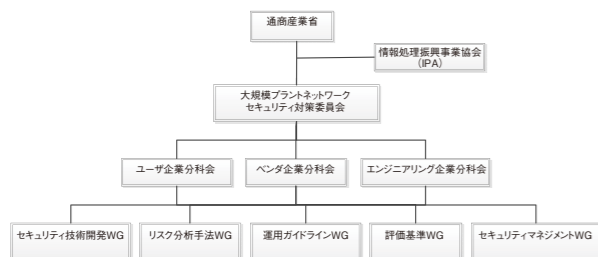 通商産業省
情報処理振興事業協会
(IPA)
大規模プラントネットワーク
セキュリティ対策委員会
ユーザ企業分科会
ベンダ企業分科会
エンジニアリング企業分科会
セキュリティ技術開発WG
リスク分析手法WG
運用ガイドラインWG
評価基準WG
セキュリティマネジメントWG